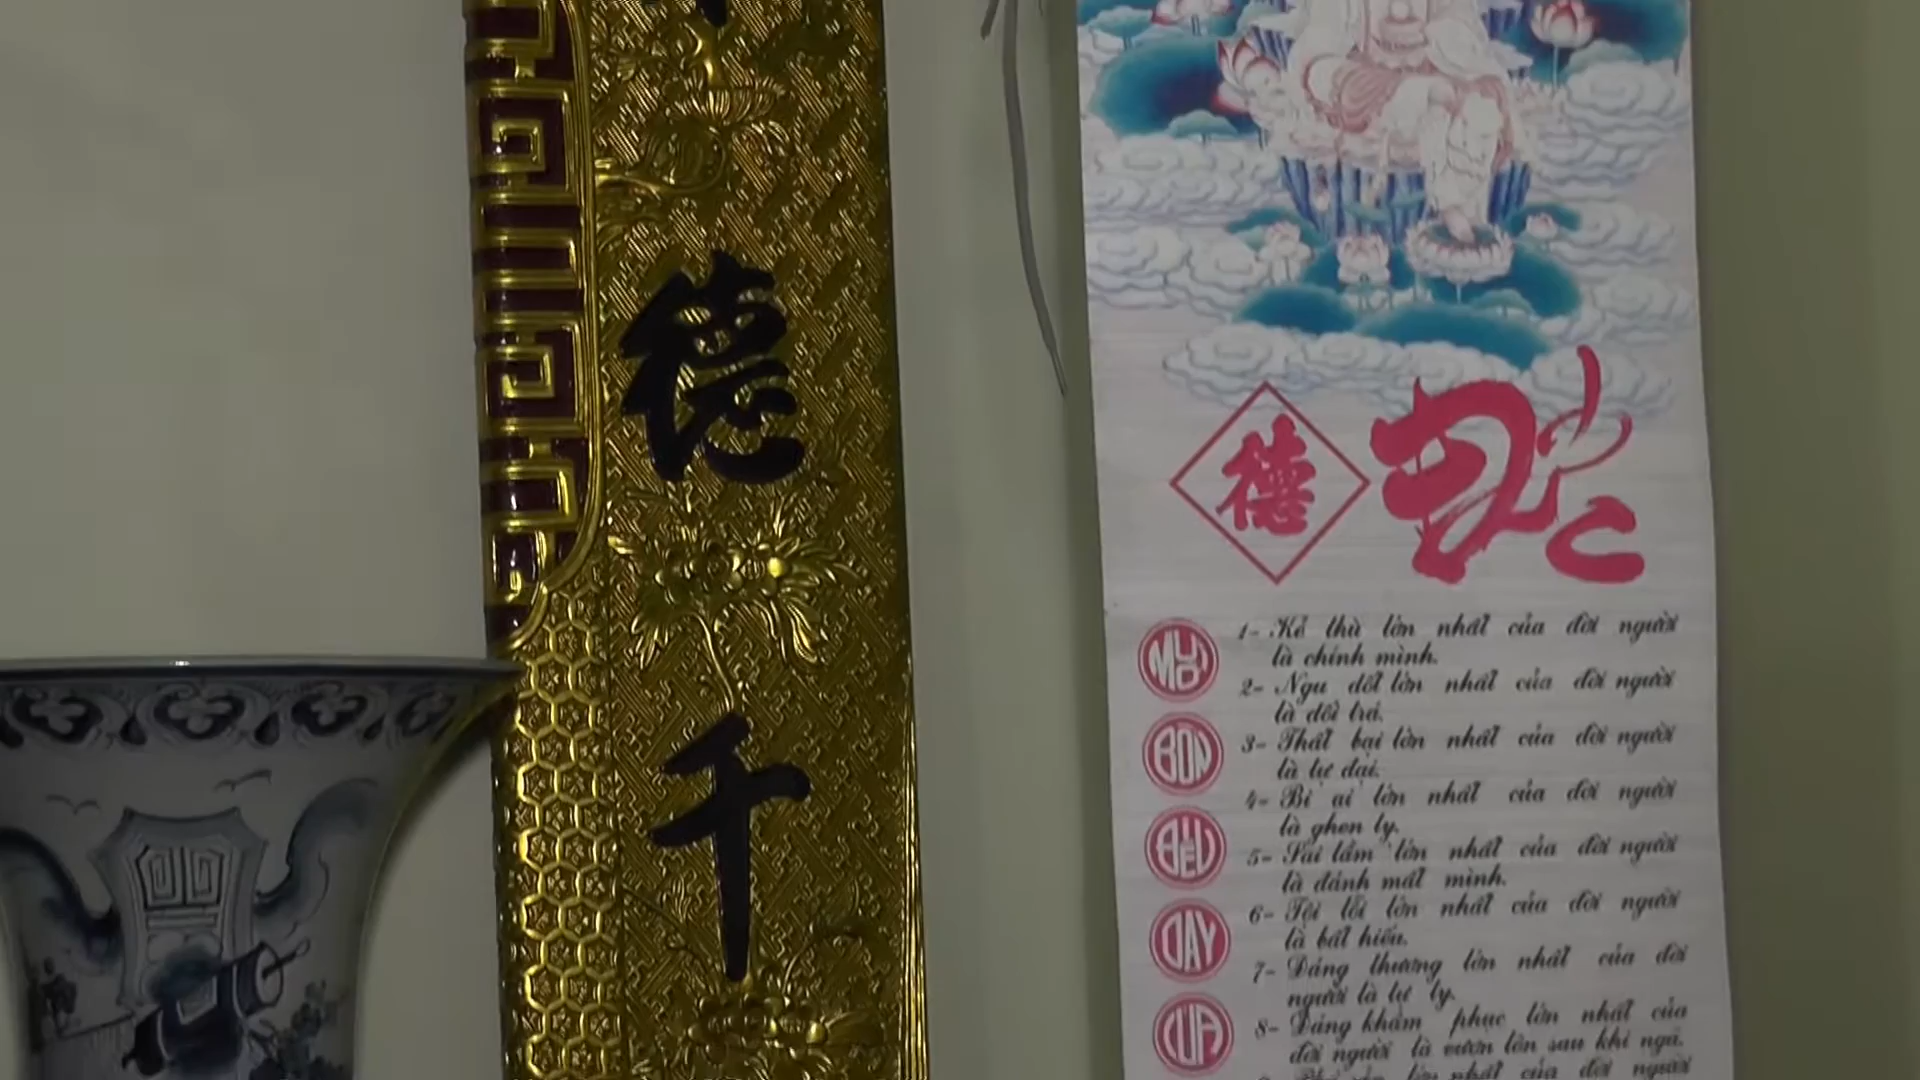 德
千
德
Đức
MƯỜI
BỐN
ĐIỀU
DẠY
CỦA
1- Kẻ thù lớn nhất của đời người
là chính mình.
2- Ngu dốt lớn nhất của đời người
là dối trá.
3- Thất bại lớn nhất của đời người
là tự đại.
4- Bi ai lớn nhất của đời người
là ghen tỵ.
5- Sai lầm lớn nhất của đời người
là đánh mất mình.
6- Tội lỗi lớn nhất của đời người
là bất hiếu.
7- Đáng thương lớn nhất của đời
người là tự ty.
8- Đáng khâm phục lớn nhất của
đời người là vươn lên sau khi ngã.
lớn nhất của đời người